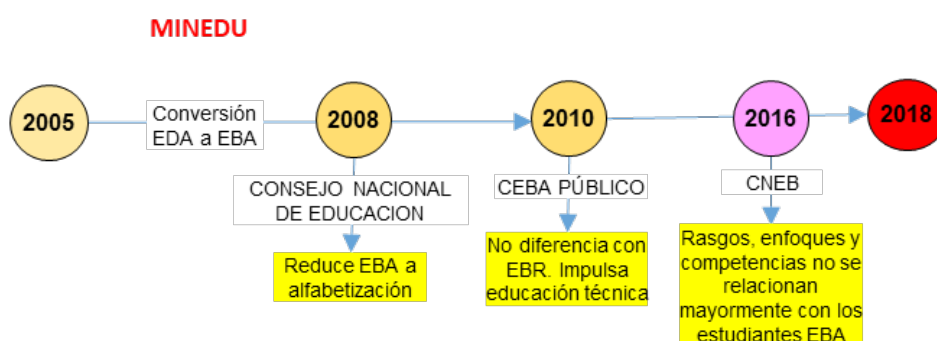 MINEDU
2005
Conversión
EDA a EBA
2008
2010
2016
2018
CONSEJO NACIONAL
DE EDUCACION
CEBA PÚBLICO
CNEB
Reduce EBA a
alfabetización
No diferencia con
EBR. Impulsa
educación técnica
Rasgos, enfoques y
competencias no se
relacionan
mayormente con los
estudiantes EBA